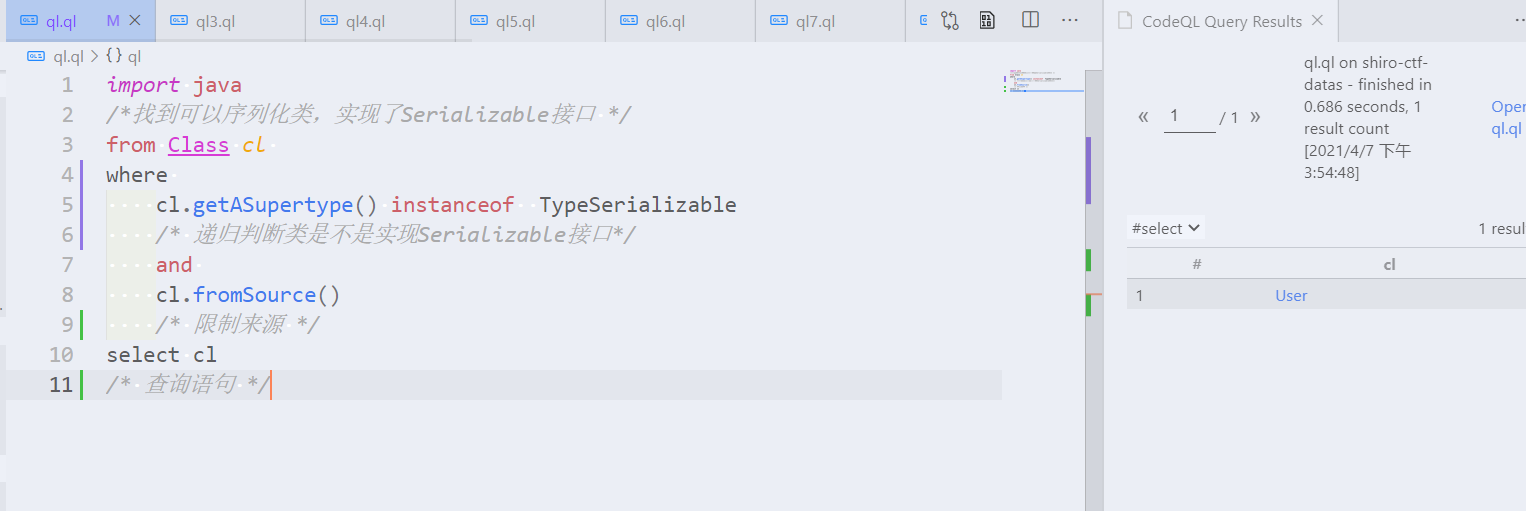 ql.ql M
ql3.ql
ql4.ql
ql5.ql
ql6.ql
ql7.ql
CodeQL Query Results
ql.ql > {} ql
1 import java
2 /*找到可以序列化类，实现了Serializable接口 */
3 from Class cl
4 where
5 cl.getASupertype() instanceof TypeSerializable
6 /* 递归判断类是不是实现Serializable接口*/
7 and
8 cl.fromSource()
9 /* 限制来源 */
10 select cl
11 /* 查询语句 */
« 1 / 1 »
ql.ql on shiro-ctf-
datas - finished in
0.686 seconds, 1
result count
[2021/4/7 下午
3:54:48]
Open
ql.ql
#select
1 resul
# cl
1 User